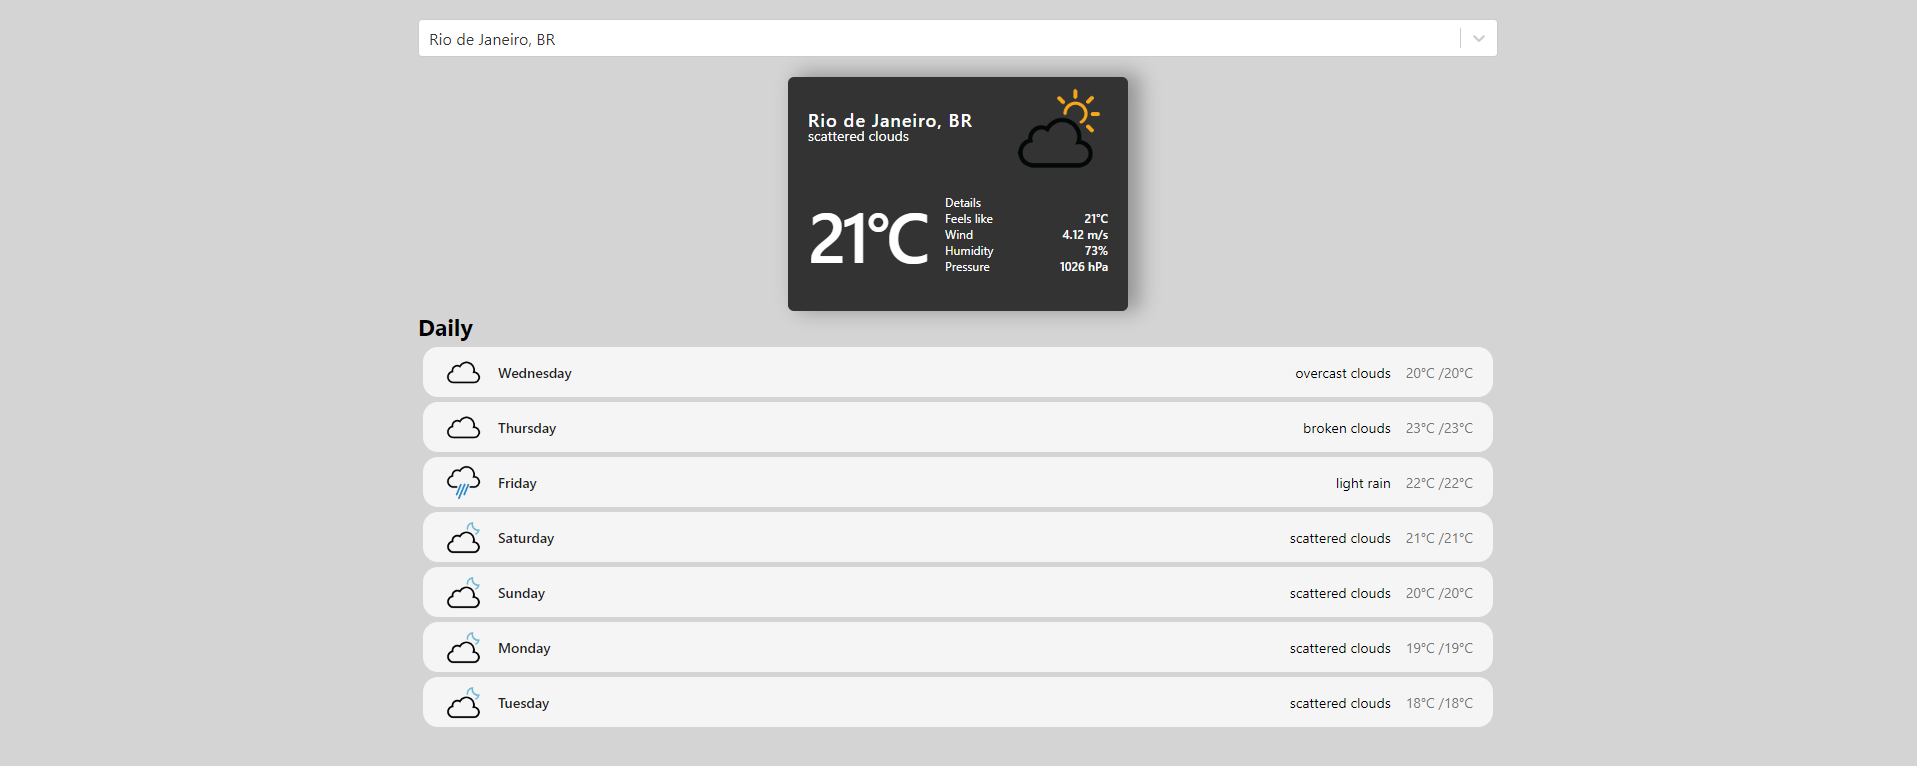 Rio de Janeiro, BR
Rio de Janeiro, BR
scattered clouds
21°C
Details
Feels like 21°C
Wind 4.12 m/s
Humidity 73%
Pressure 1026 hPa
Daily
Wednesday overcast clouds 20°C /20°C
Thursday broken clouds 23°C /23°C
Friday light rain 22°C /22°C
Saturday scattered clouds 21°C /21°C
Sunday scattered clouds 20°C /20°C
Monday scattered clouds 19°C /19°C
Tuesday scattered clouds 18°C /18°C